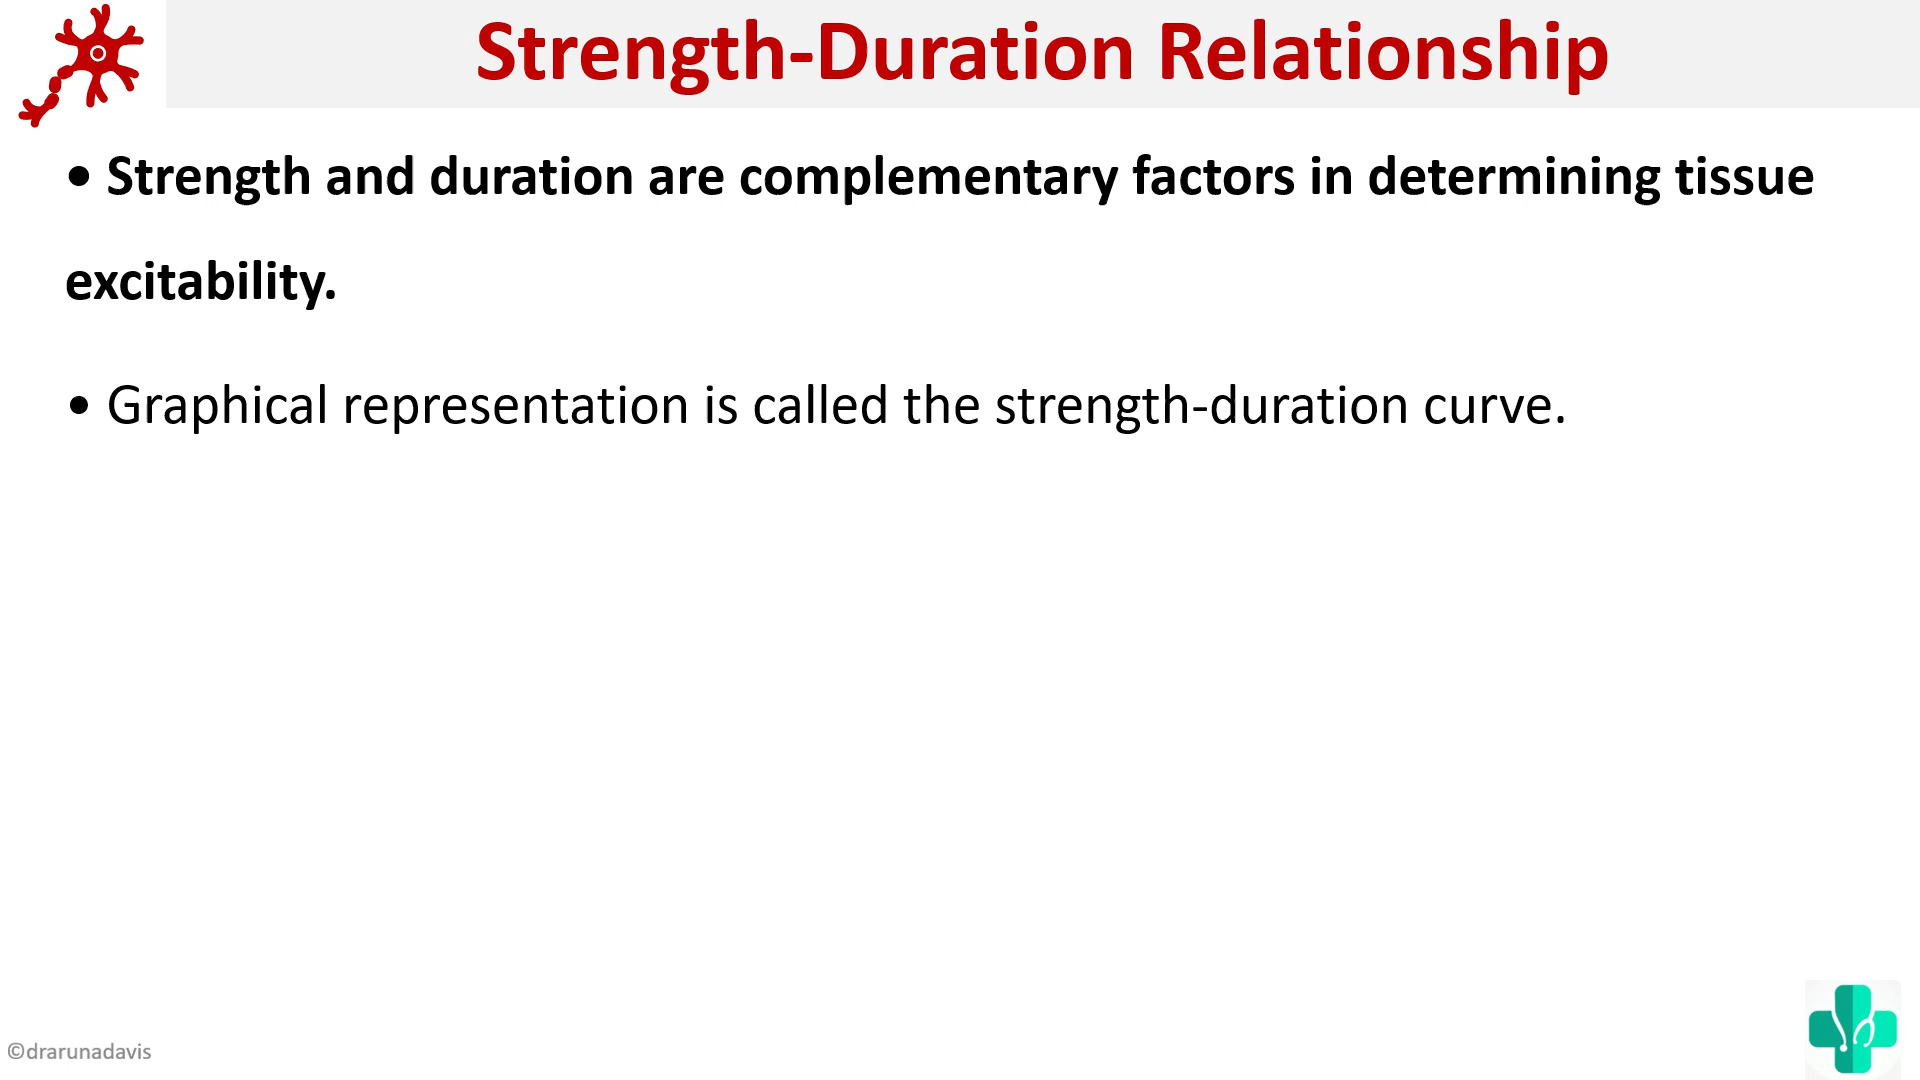 Strength-Duration Relationship
• Strength and duration are complementary factors in determining tissue
excitability.
• Graphical representation is called the strength-duration curve.
©drarunadavis